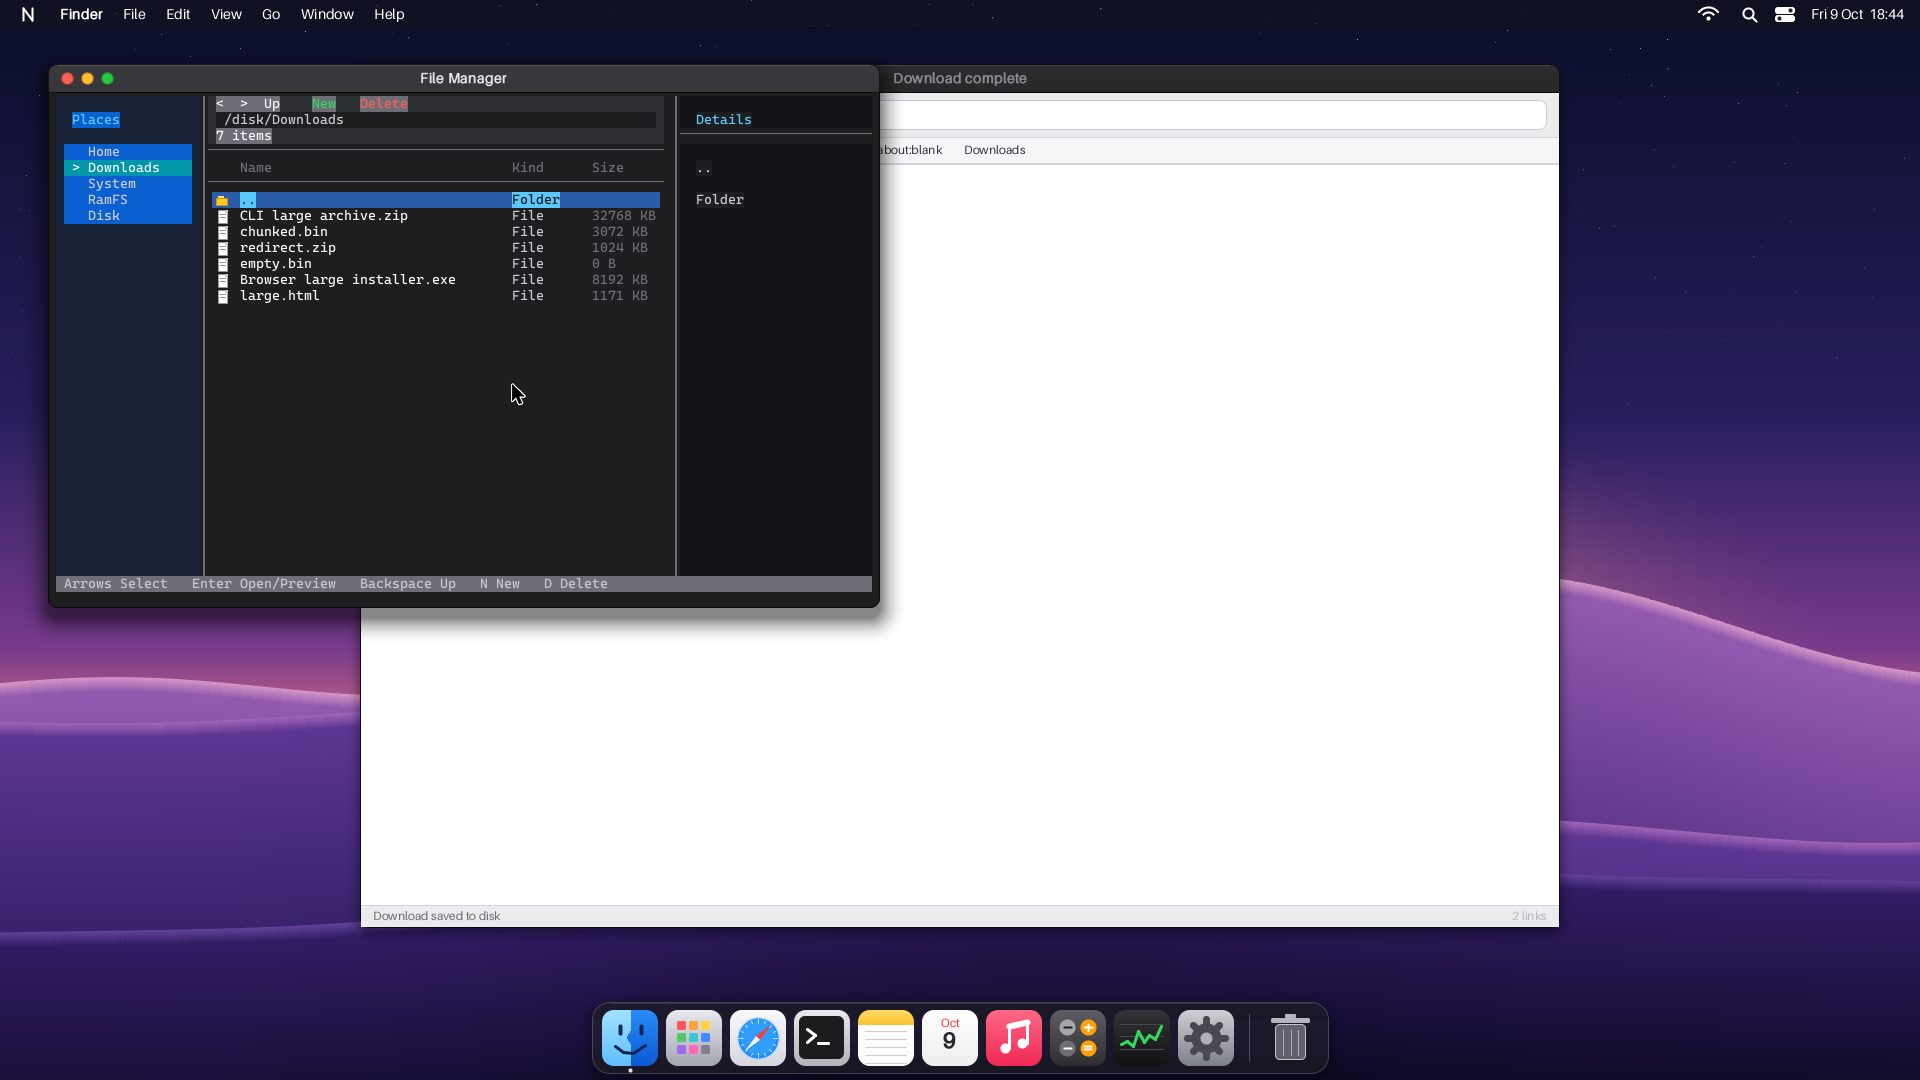 N Finder File Edit View Go Window Help Fri 9 Oct 18:44
File Manager
Download complete
< > Up New Delete
Places
/disk/Downloads
Details
7 items
Home
> Downloads
System
RamFS
Disk
Name Kind Size
.. Folder
CLI large archive.zip File 32768 KB
chunked.bin File 3072 KB
redirect.zip File 1024 KB
empty.bin File 0 B
Browser large installer.exe File 8192 KB
large.html File 1171 KB
..
Folder
about:blank Downloads
Arrows Select Enter Open/Preview Backspace Up N New D Delete
Download saved to disk 2 links
Oct
9